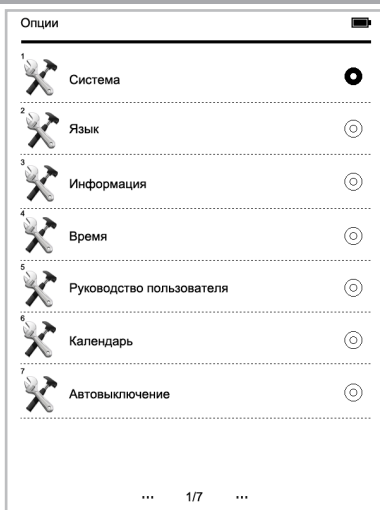 Опции
1
Система
2
Язык
3
Информация
4
Время
5
Руководство пользователя
6
Календарь
7
Автовыключение
... 1/7 ...